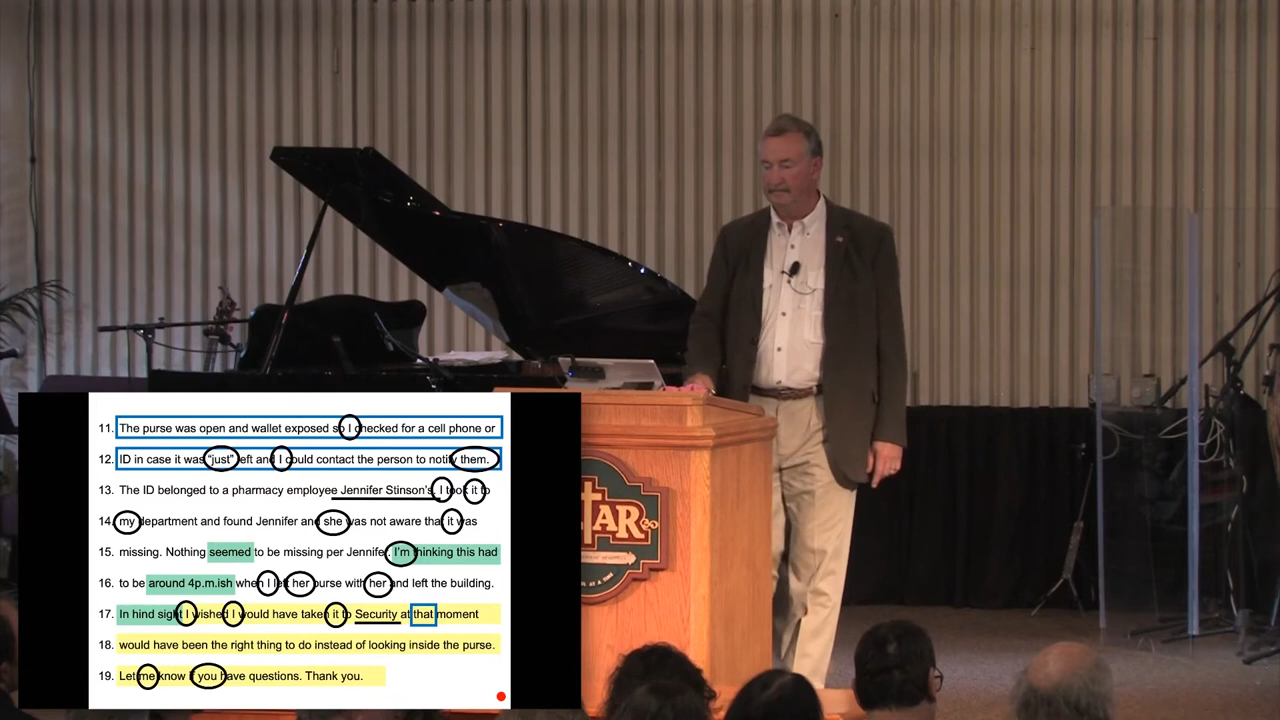 11. The purse was open and wallet exposed so I checked for a cell phone or
12. ID in case it was "just" left and I could contact the person to notify them.
13. The ID belonged to a pharmacy employee Jennifer Stinson's. I took it to
14. my department and found Jennifer and she was not aware that it was
15. missing. Nothing seemed to be missing per Jennifer. I'm thinking this had
16. to be around 4p.m.ish when I left her purse with her and left the building.
17. In hind sight I wished I would have taken it to Security at that moment
18. would have been the right thing to do instead of looking inside the purse.
19. Let me know if you have questions. Thank you.